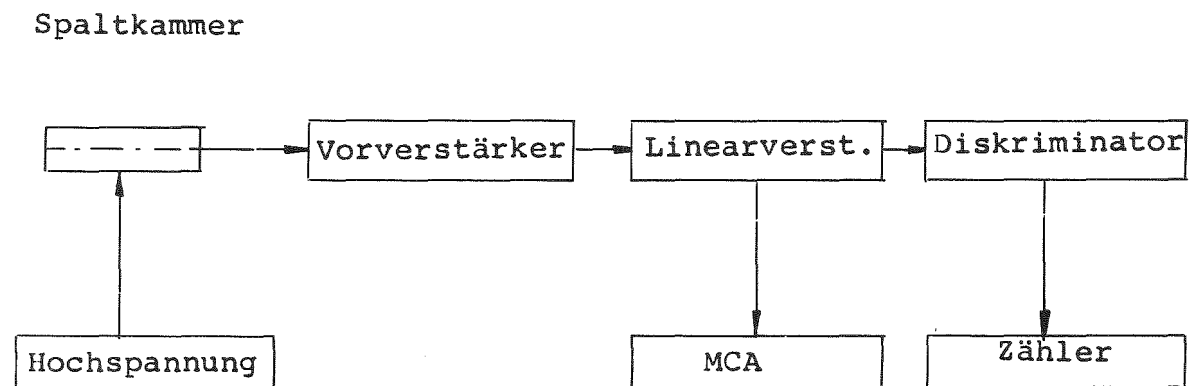 Spaltkammer
Vorverstärker
Linearverst.
Diskriminator
Hochspannung
MCA
Zähler